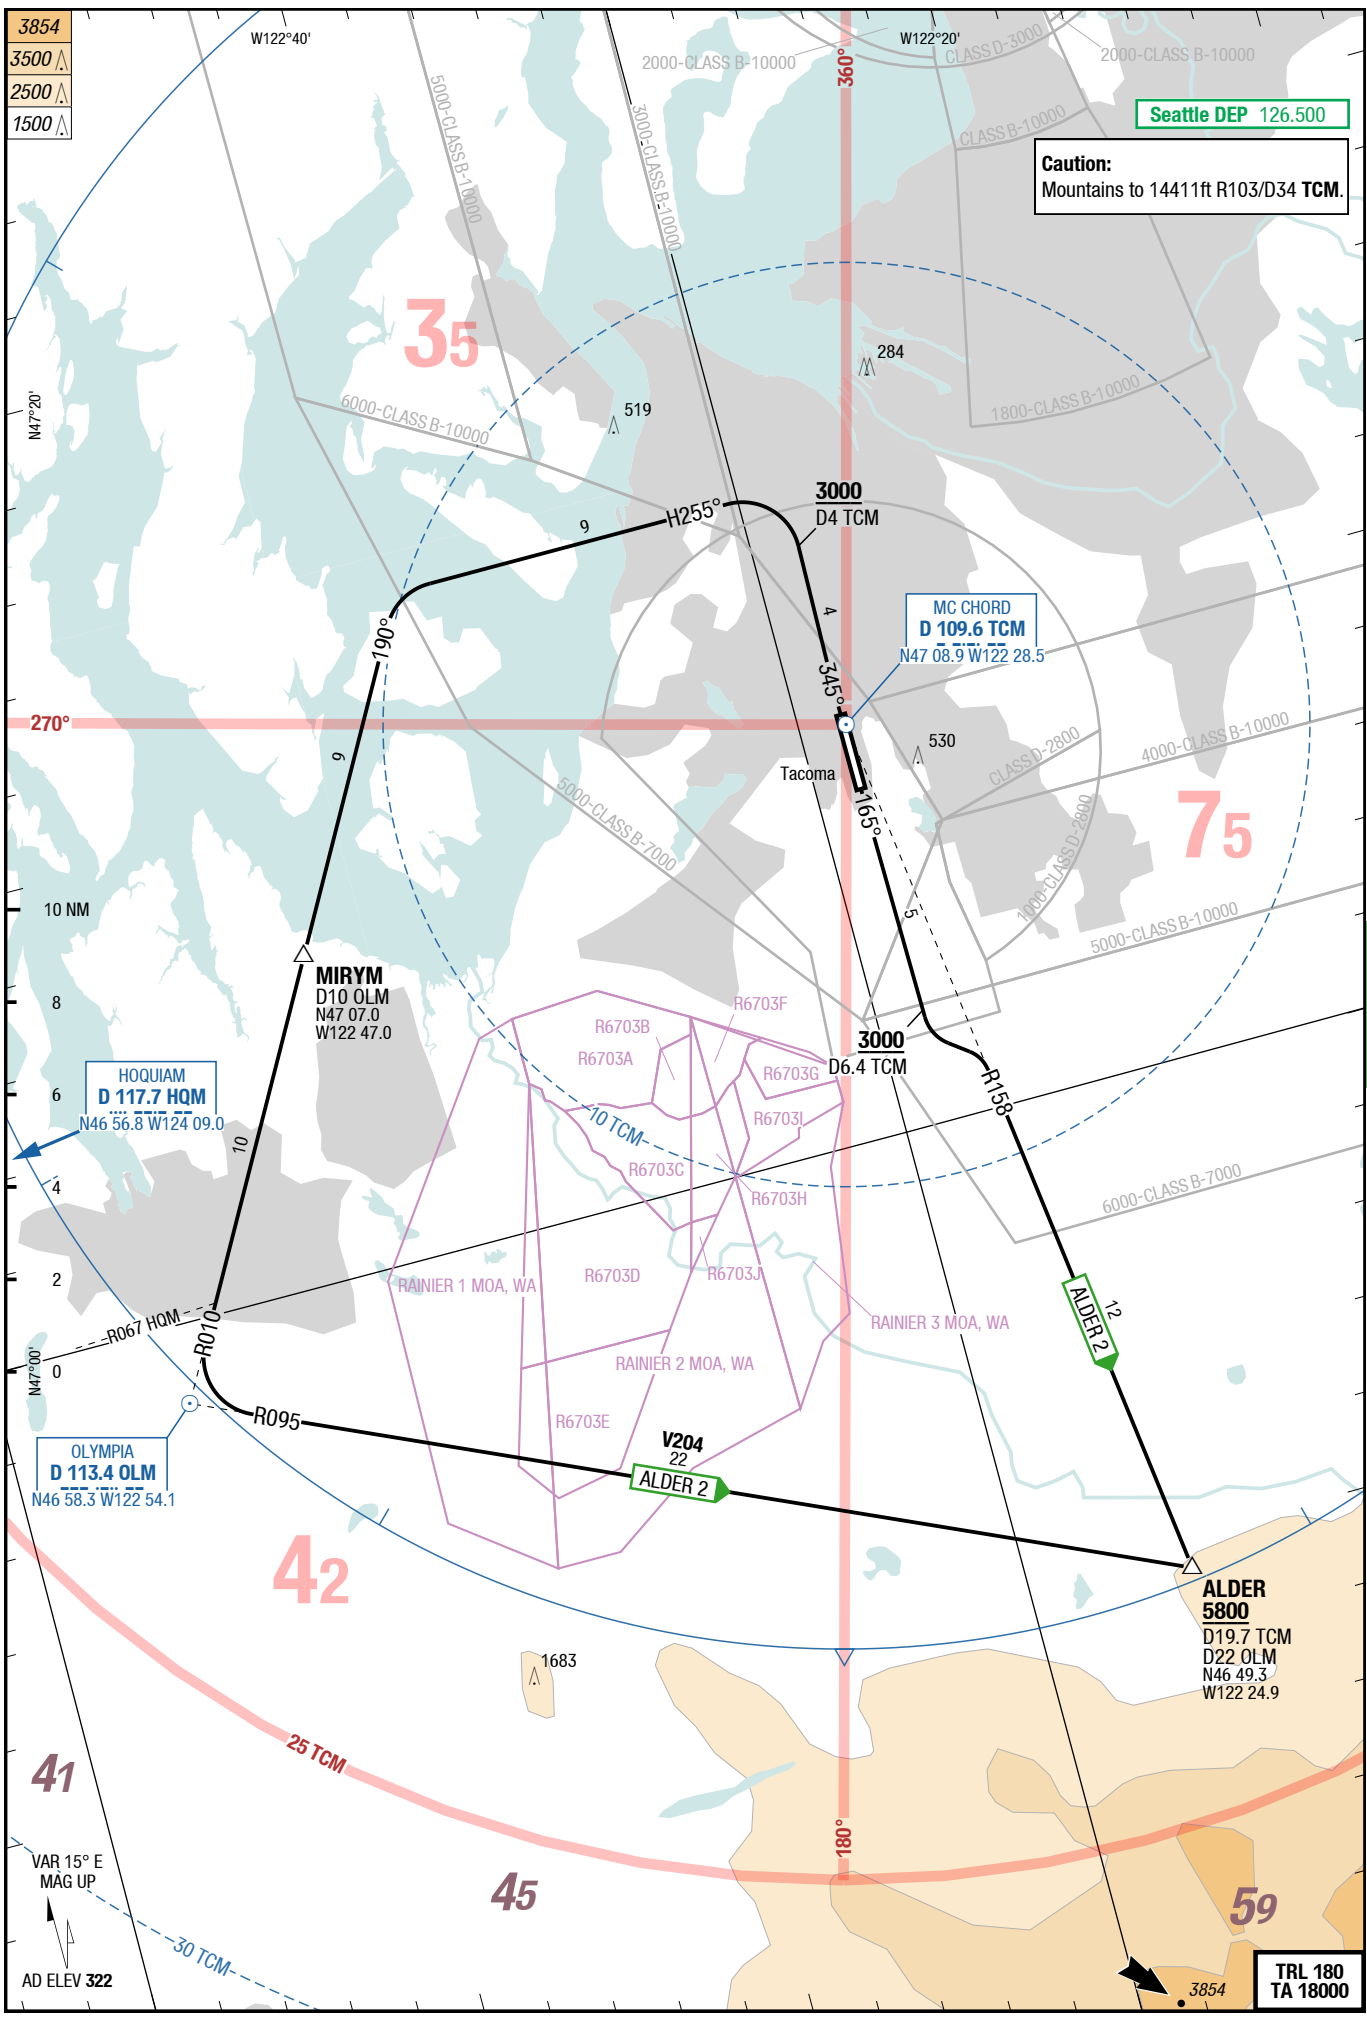 3854
3500
2500
1500
W122°40'
W122°20'
360°
2000-CLASS B-10000
CLASS D-3000
2000-CLASS B-10000
5000-CLASS B-10000
3000-CLASS B-10000
CLASS B-10000
Seattle DEP 126.500
Caution:
Mountains to 14411ft R103/D34 TCM.
35
284
N47°20'
6000-CLASS B-10000
519
1800-CLASS B-10000
3000
D4 TCM
H255°
9
4
MC CHORD
D 109.6 TCM
N47 08.9 W122 28.5
190°
345°
270°
9
530
Tacoma
CLASS D-2800
4000-CLASS B-10000
165°
75
5000-CLASS B-7000
1000-CLASS D-2800
10 NM
5
5000-CLASS B-10000
MIRYM
D10 OLM
N47 07.0
W122 47.0
8
R6703F
R6703B
R6703A
3000
D6.4 TCM
R6703G
HOQUIAM
D 117.7 HQM
N46 56.8 W124 09.0
6
R158
10 TCM
R6703I
10
R6703C
4
R6703H
6000-CLASS B-7000
2
RAINIER 1 MOA, WA
R6703D
R6703J
ALDER 2
12
R067 HQM
R010
RAINIER 3 MOA, WA
N47°00'
0
RAINIER 2 MOA, WA
R095
R6703E
V204
22
ALDER 2
OLYMPIA
D 113.4 OLM
N46 58.3 W122 54.1
42
ALDER
5800
D19.7 TCM
D22 OLM
N46 49.3
W122 24.9
1683
25 TCM
41
180°
VAR 15° E
MAG UP
45
59
30 TCM
AD ELEV 322
3854
TRL 180
TA 18000